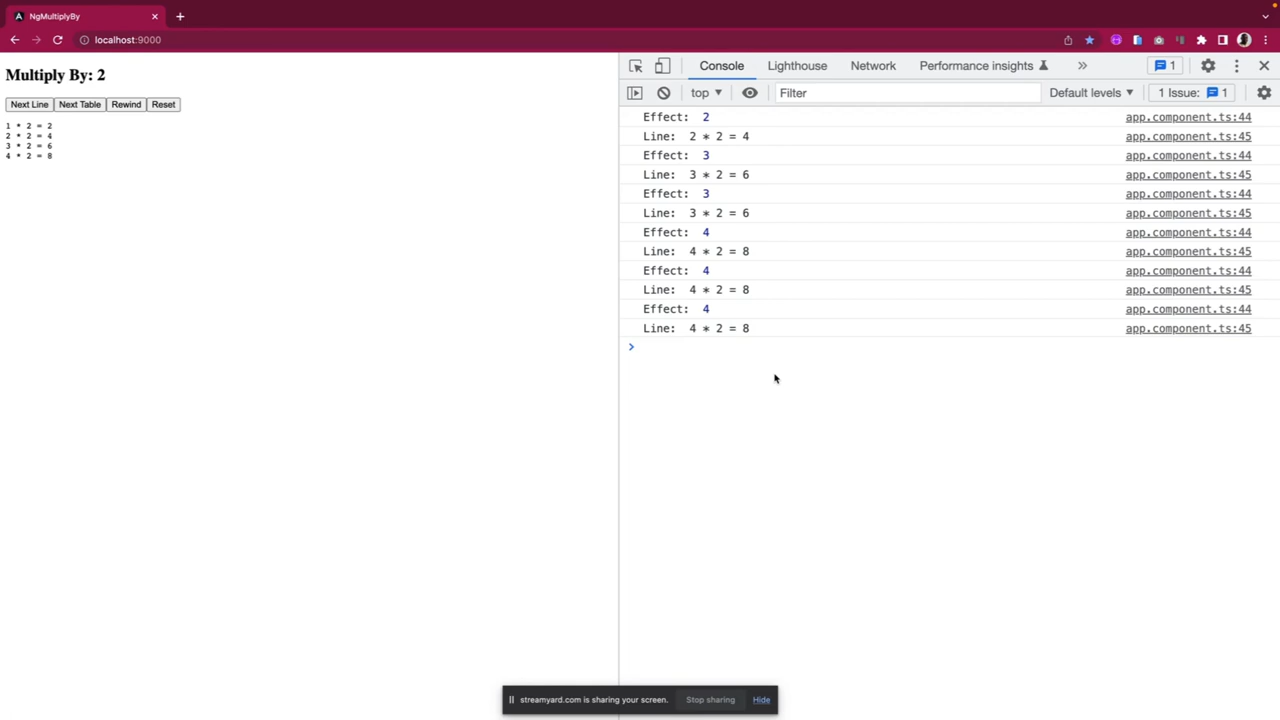 NgMultiplyBy
localhost:9000
Multiply By: 2
Next Line Next Table Rewind Reset
1 * 2 = 2
2 * 2 = 4
3 * 2 = 6
4 * 2 = 8
Console Lighthouse Network Performance insights 1
top Filter Default levels 1 Issue: 1
Effect: 2 app.component.ts:44
Line: 2 * 2 = 4 app.component.ts:45
Effect: 3 app.component.ts:44
Line: 3 * 2 = 6 app.component.ts:45
Effect: 3 app.component.ts:44
Line: 3 * 2 = 6 app.component.ts:45
Effect: 4 app.component.ts:44
Line: 4 * 2 = 8 app.component.ts:45
Effect: 4 app.component.ts:44
Line: 4 * 2 = 8 app.component.ts:45
Effect: 4 app.component.ts:44
Line: 4 * 2 = 8 app.component.ts:45
streamyard.com is sharing your screen. Stop sharing Hide